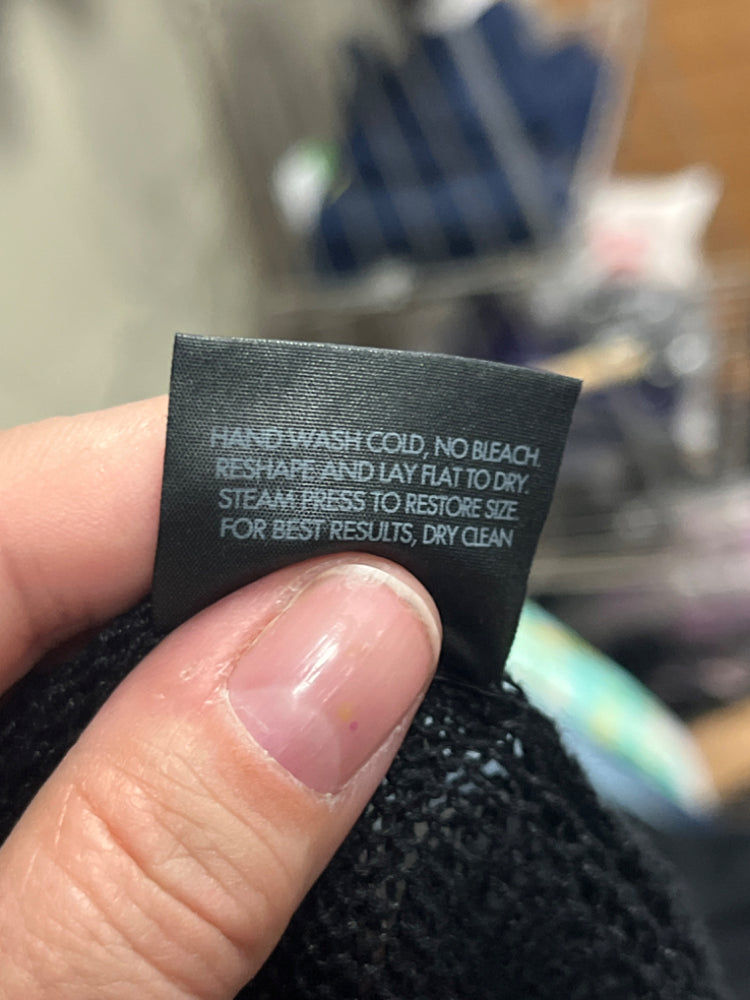 HAND WASH COLD, NO BLEACH.
RESHAPE AND LAY FLAT TO DRY.
STEAM PRESS TO RESTORE SIZE.
FOR BEST RESULTS, DRY CLEAN